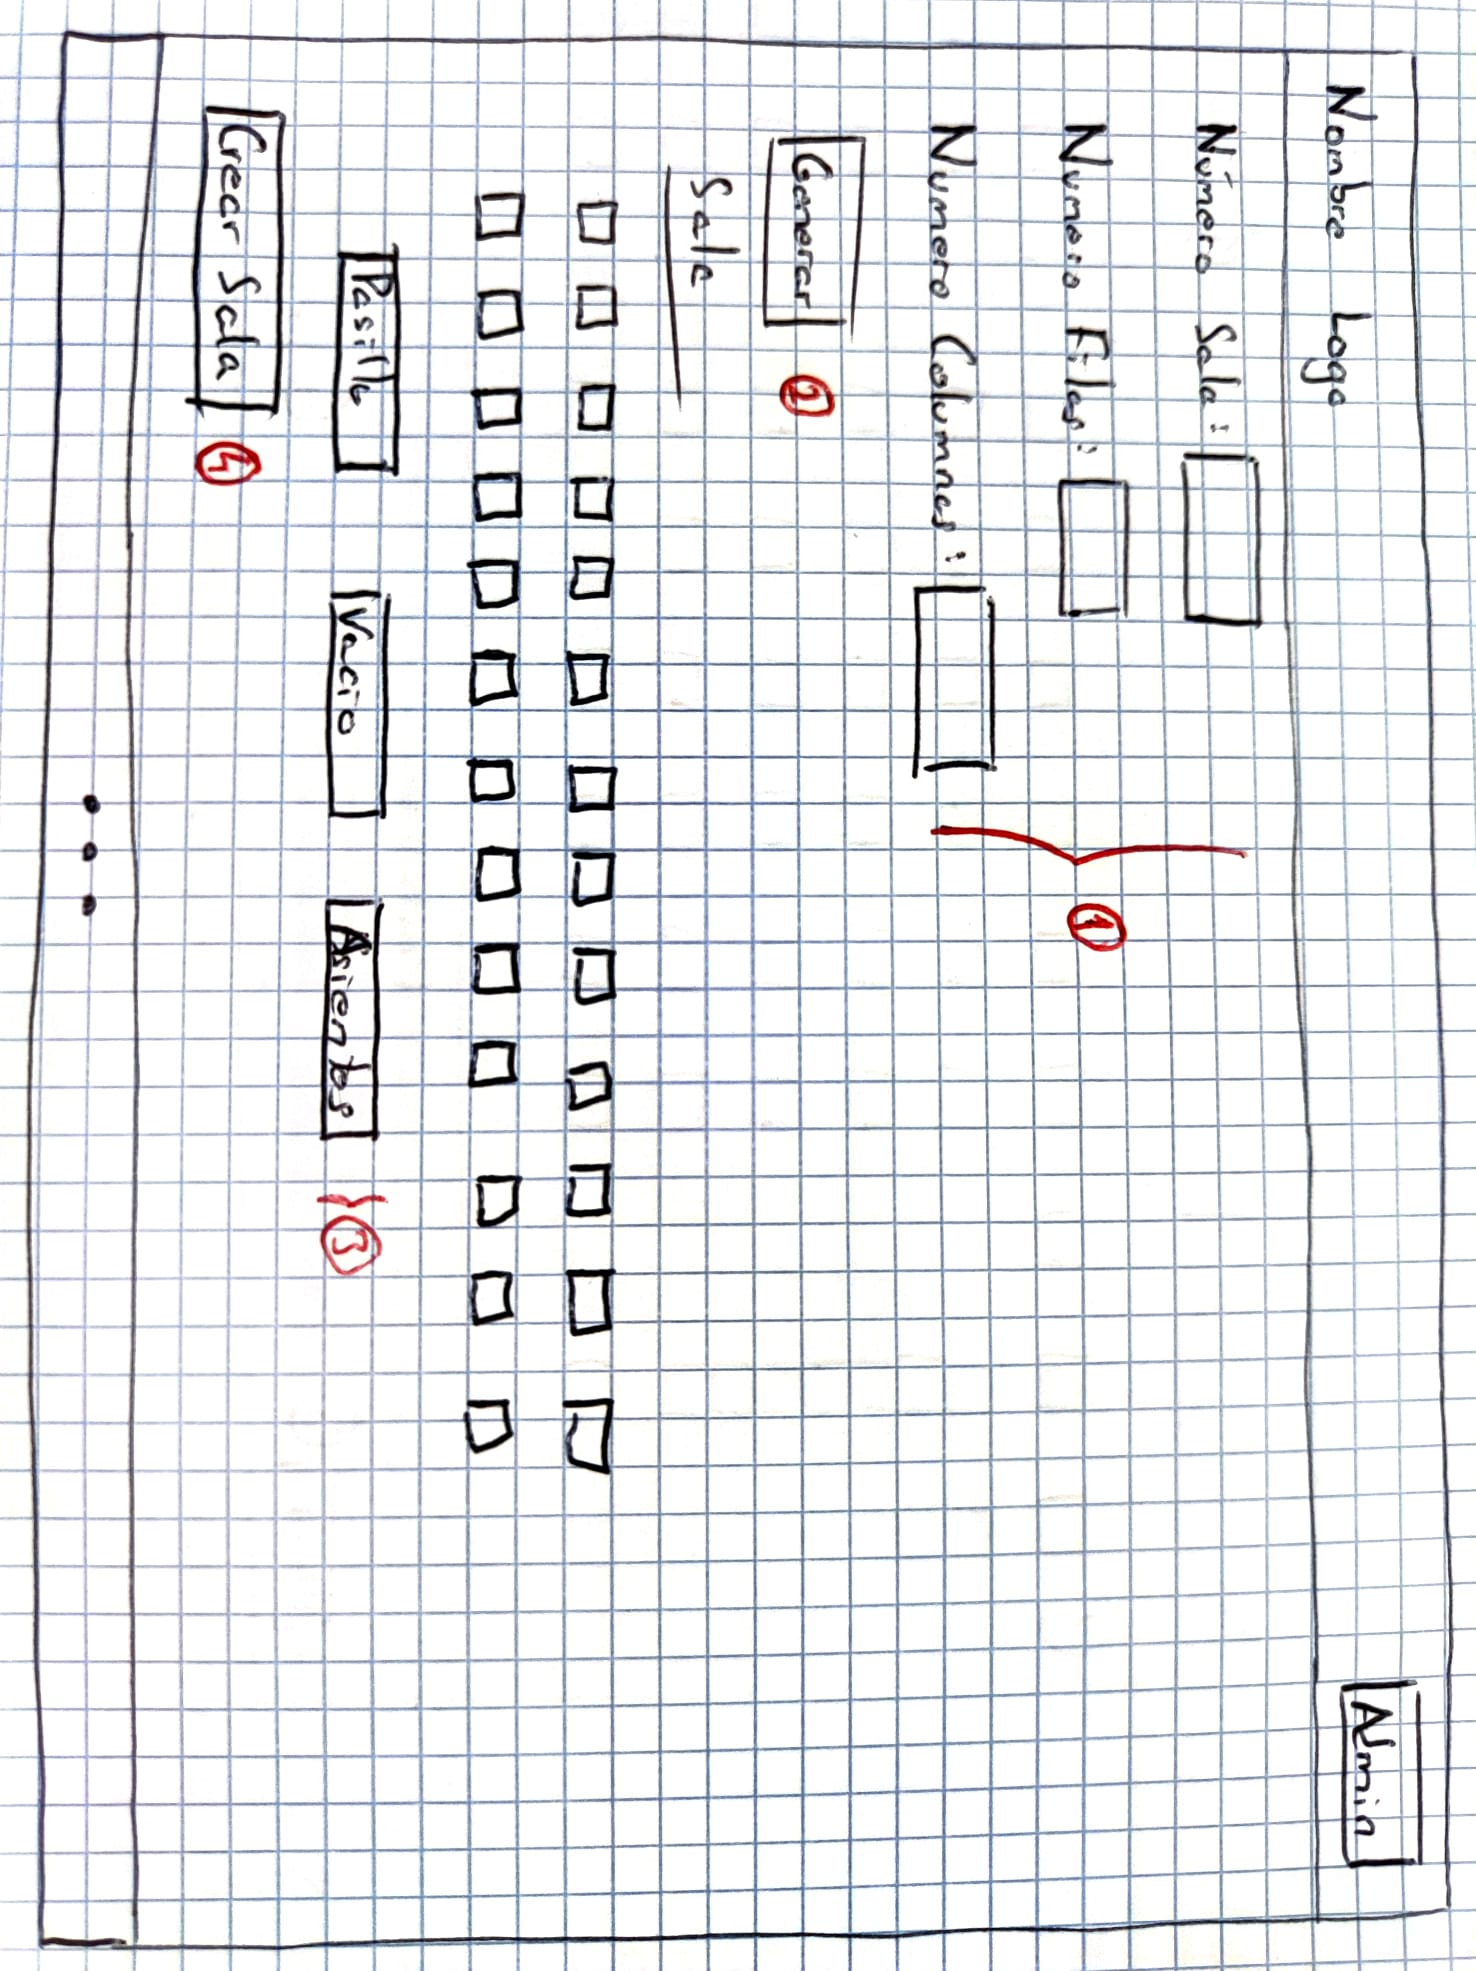 Nombre Logo
Admin
Número Sala:
Numero Filas:
1
Numero Columnas:
Generar 2
Sala
Pasillo Vacio Asientos 3
Crear Sala 4
...